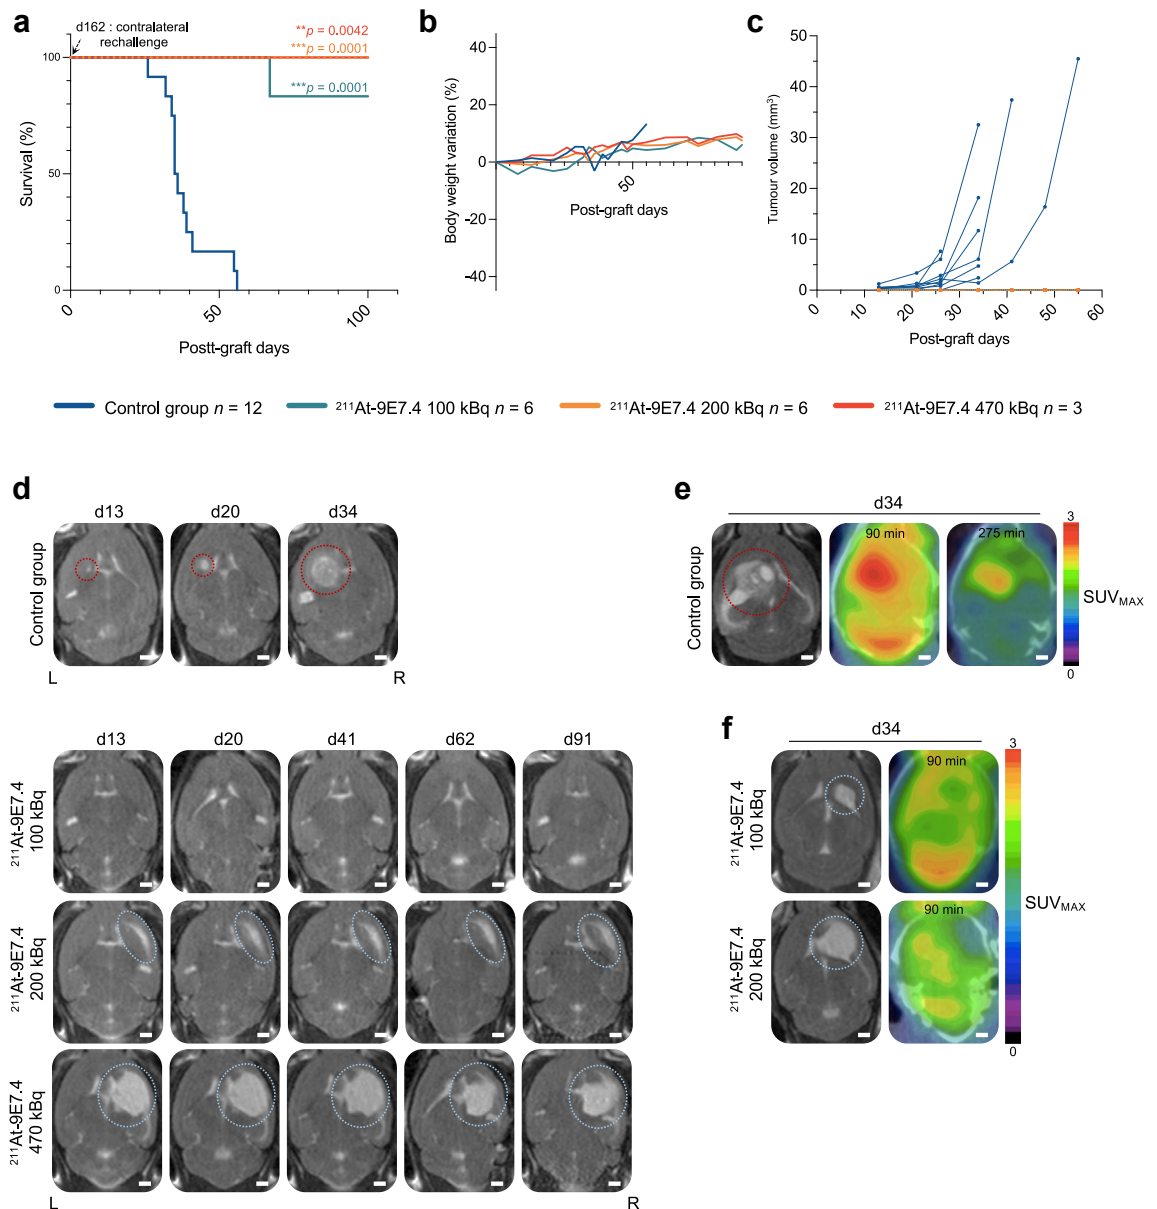 a
d162 : contralateral
rechallenge
**p = 0.0042
***p = 0.0001
***p = 0.0001
100
50
0
Survival (%)
0
50
100
Postt-graft days
b
40
20
0
-20
-40
Body weight variation (%)
50
Post-graft days
c
50
40
30
20
10
0
Tumour volume (mm³)
0
10
20
30
40
50
60
Post-graft days
Control group n = 12
²¹¹At-9E7.4 100 kBq n = 6
²¹¹At-9E7.4 200 kBq n = 6
²¹¹At-9E7.4 470 kBq n = 3
d
d13
d20
d34
Control group
L
R
e
d34
Control group
90 min
275 min
3
SUVMAX
0
d13
d20
d41
d62
d91
²¹¹At-9E7.4
100 kBq
²¹¹At-9E7.4
200 kBq
²¹¹At-9E7.4
470 kBq
L
R
f
d34
²¹¹At-9E7.4
100 kBq
90 min
²¹¹At-9E7.4
200 kBq
90 min
3
SUVMAX
0